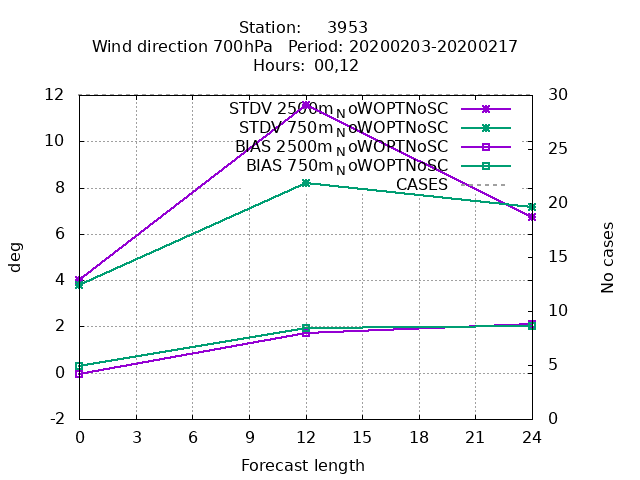 Station: 3953
Wind direction 700hPa Period: 20200203-20200217
Hours: 00,12
STDV 2500m_NoWOPTNoSC
STDV 750m_NoWOPTNoSC
BIAS 2500m_NoWOPTNoSC
BIAS 750m_NoWOPTNoSC
CASES
12
10
8
6
4
2
0
-2
deg
30
25
20
15
10
5
0
No cases
0 3 6 9 12 15 18 21 24
Forecast length